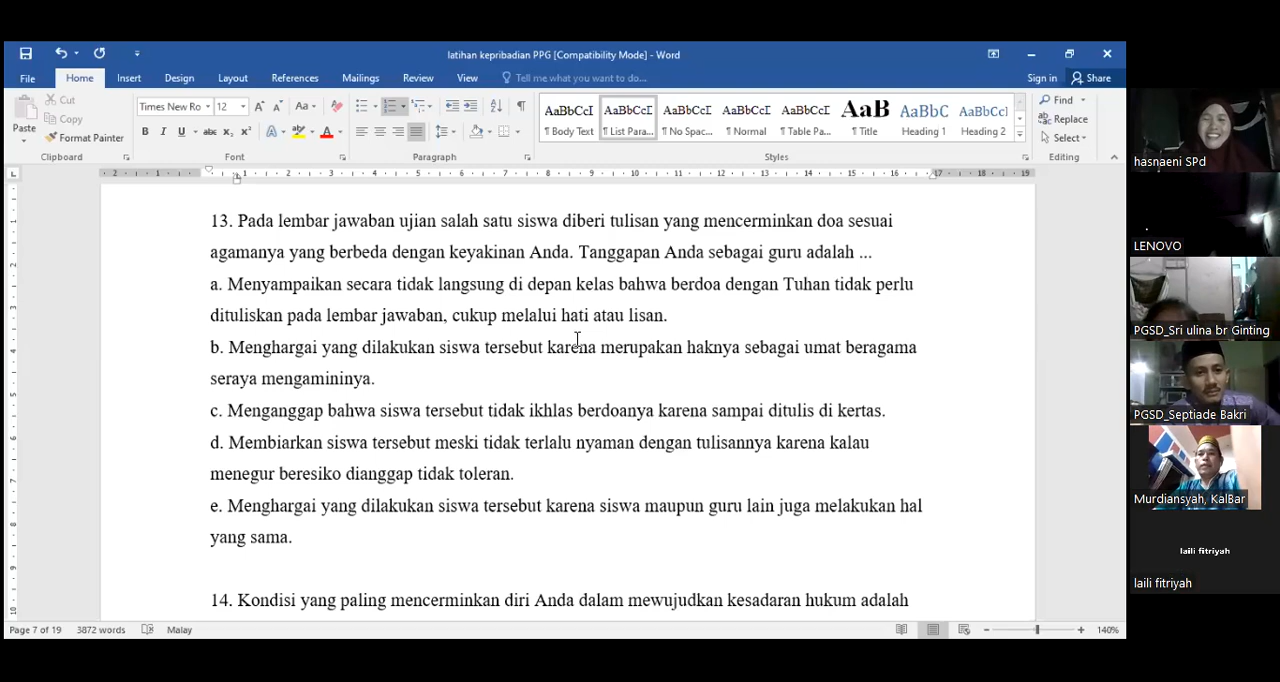 latihan kepribadian PPG [Compatibility Mode] - Word
File Home Insert Design Layout References Mailings Review View Tell me what you want to do... Sign in Share
Cut
Copy
Format Painter
Paste
Clipboard
Times New Ro 12
Font
Paragraph
AaBbCcI AaBbCcI AaBbCcI AaBbCcI AaBbCcI AaB AaBbC AaBbCcI
¶ Body Text ¶ List Para... ¶ No Spac... ¶ Normal ¶ Table Pa... ¶ Title Heading 1 Heading 2
Styles
Find
Replace
Select
Editing
13. Pada lembar jawaban ujian salah satu siswa diberi tulisan yang mencerminkan doa sesuai
agamanya yang berbeda dengan keyakinan Anda. Tanggapan Anda sebagai guru adalah ...
a. Menyampaikan secara tidak langsung di depan kelas bahwa berdoa dengan Tuhan tidak perlu
dituliskan pada lembar jawaban, cukup melalui hati atau lisan.
b. Menghargai yang dilakukan siswa tersebut karena merupakan haknya sebagai umat beragama
seraya mengamininya.
c. Menganggap bahwa siswa tersebut tidak ikhlas berdoanya karena sampai ditulis di kertas.
d. Membiarkan siswa tersebut meski tidak terlalu nyaman dengan tulisannya karena kalau
menegur beresiko dianggap tidak toleran.
e. Menghargai yang dilakukan siswa tersebut karena siswa maupun guru lain juga melakukan hal
yang sama.
14. Kondisi yang paling mencerminkan diri Anda dalam mewujudkan kesadaran hukum adalah
Page 7 of 19 3872 words Malay 140%
hasnaeni SPd
LENOVO
PGSD_Sri ulina br Ginting
PGSD_Septiade Bakri
Murdiansyah, KalBar
laili fitriyah
laili fitriyah